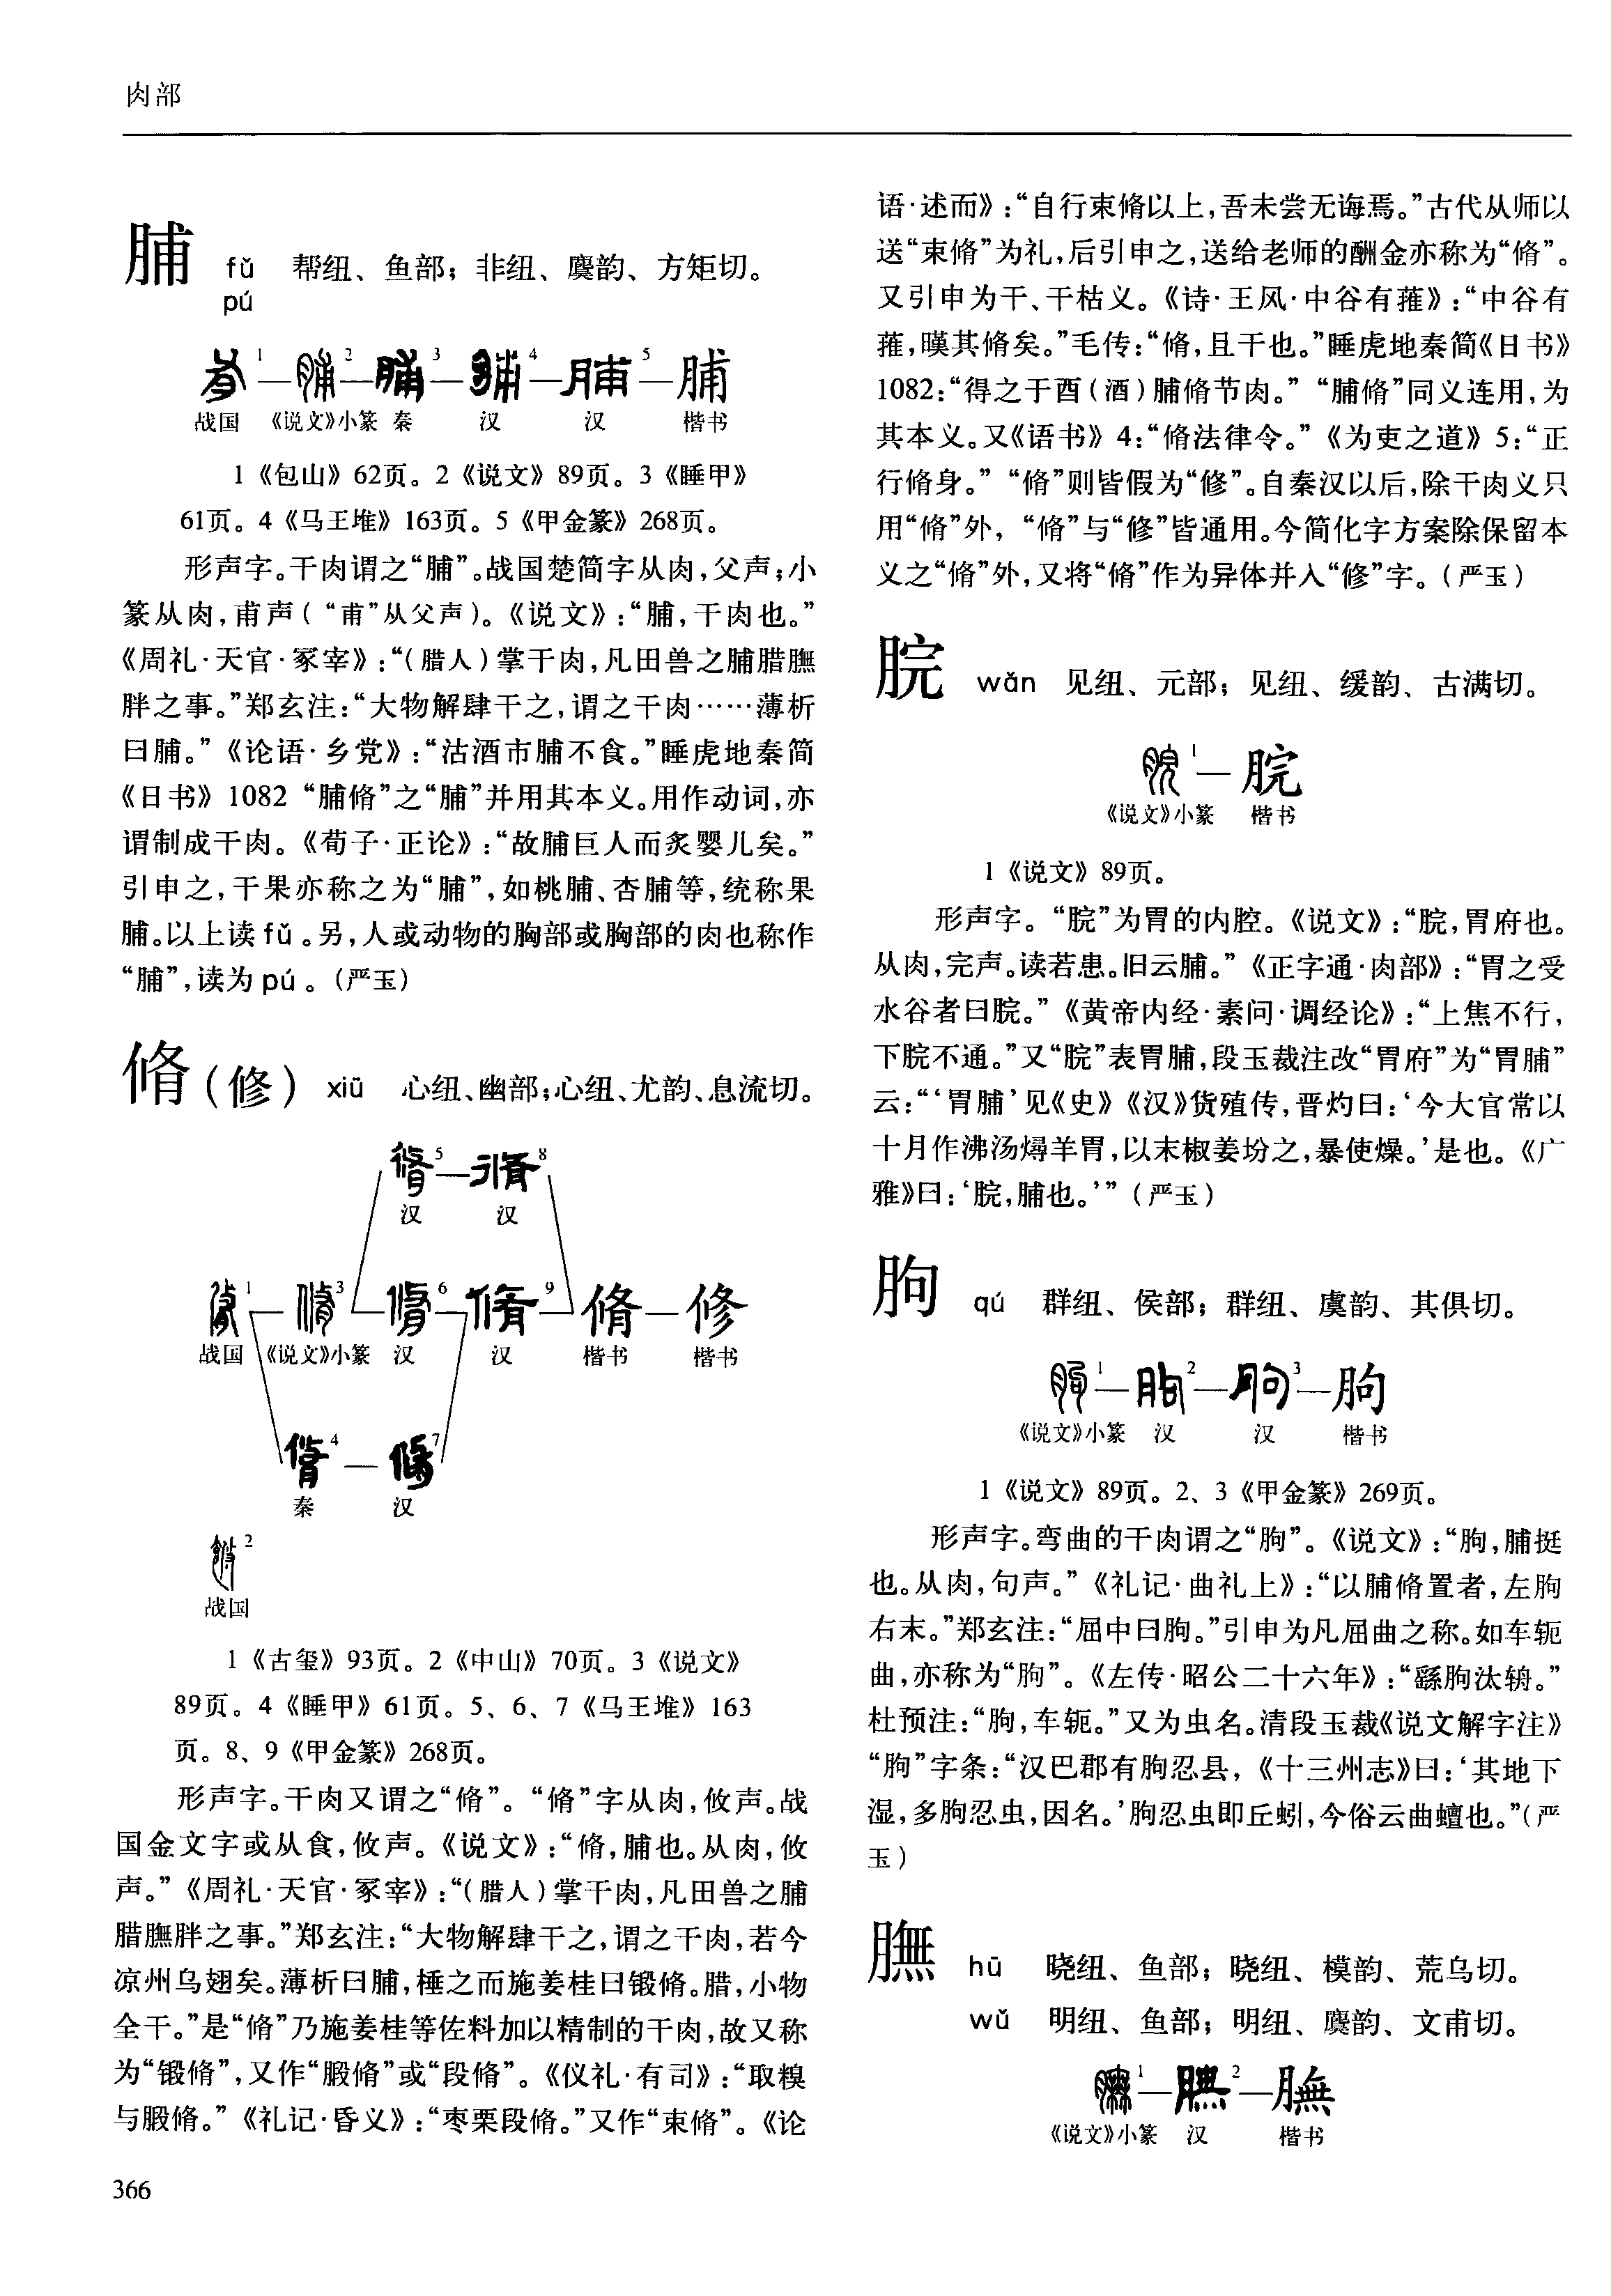 肉部
脯 fǔ 帮纽、鱼部；非纽、麌韵、方矩切。
pú
1—2—3—4—5—脯
战国 《说文》小篆 秦 汉 汉 楷书
1《包山》62页。2《说文》89页。3《睡甲》
61页。4《马王堆》163页。5《甲金篆》268页。
形声字。干肉谓之“脯”。战国楚简字从肉，父声；小
篆从肉，甫声（“甫”从父声）。《说文》：“脯，干肉也。”
《周礼·天官·冢宰》：“（腊人）掌干肉，凡田兽之脯腊膴
胖之事。”郑玄注：“大物解肆干之，谓之干肉……薄析
曰脯。”《论语·乡党》：“沽酒市脯不食。”睡虎地秦简
《日书》1082“脯脩”之“脯”并用其本义。用作动词，亦
谓制成干肉。《荀子·正论》：“故脯巨人而炙婴儿矣。”
引申之，干果亦称之为“脯”，如桃脯、杏脯等，统称果
脯。以上读fǔ。另，人或动物的胸部或胸部的肉也称作
“脯”，读为pú。（严玉）
脩（修） xiū 心纽、幽部；心纽、尤韵、息流切。
5—8
汉 汉
1—3—6—9—脩—修
战国 《说文》小篆 汉 汉 楷书 楷书
4—7
秦 汉
2
战国
1《古玺》93页。2《中山》70页。3《说文》
89页。4《睡甲》61页。5、6、7《马王堆》163
页。8、9《甲金篆》268页。
形声字。干肉又谓之“脩”。“脩”字从肉，攸声。战
国金文字或从食，攸声。《说文》：“脩，脯也。从肉，攸
声。”《周礼·天官·冢宰》：“（腊人）掌干肉，凡田兽之脯
腊膴胖之事。”郑玄注：“大物解肆干之，谓之干肉，若今
凉州乌翅矣。薄析曰脯，棰之而施姜桂曰锻脩。腊，小物
全干。”是“脩”乃施姜桂等佐料加以精制的干肉，故又称
为“锻脩”，又作“腶脩”或“段脩”。《仪礼·有司》：“取糗
与腶脩。”《礼记·昏义》：“枣栗段脩。”又作“束脩”。《论
语·述而》：“自行束脩以上，吾未尝无诲焉。”古代从师以
送“束脩”为礼，后引申之，送给老师的酬金亦称为“脩”。
又引申为干、干枯义。《诗·王风·中谷有蓷》：“中谷有
蓷，暵其脩矣。”毛传：“脩，且干也。”睡虎地秦简《日书》
1082：“得之于酉（酒）脯脩节肉。”“脯脩”同义连用，为
其本义。又《语书》4：“脩法律令。”《为吏之道》5：“正
行脩身。”“脩”则皆假为“修”。自秦汉以后，除干肉义只
用“脩”外，“脩”与“修”皆通用。今简化字方案除保留本
义之“脩”外，又将“脩”作为异体并入“修”字。（严玉）
脘 wǎn 见纽、元部；见纽、缓韵、古满切。
1—脘
《说文》小篆 楷书
1《说文》89页。
形声字。“脘”为胃的内腔。《说文》：“脘，胃府也。
从肉，完声。读若患。旧云脯。”《正字通·肉部》：“胃之受
水谷者曰脘。”《黄帝内经·素问·调经论》：“上焦不行，
下脘不通。”又“脘”表胃脯，段玉裁注改“胃府”为“胃脯”
云：“‘胃脯’见《史》《汉》货殖传，晋灼曰：‘今大官常以
十月作沸汤燖羊胃，以末椒姜坋之，暴使燥。’是也。《广
雅》曰：‘脘，脯也。’”（严玉）
朐 qú 群纽、侯部；群纽、虞韵、其俱切。
1—2—3—朐
《说文》小篆 汉 汉 楷书
1《说文》89页。2、3《甲金篆》269页。
形声字。弯曲的干肉谓之“朐”。《说文》：“朐，脯挺
也。从肉，句声。”《礼记·曲礼上》：“以脯脩置者，左朐
右末。”郑玄注：“屈中曰朐。”引申为凡屈曲之称。如车轭
曲，亦称为“朐”。《左传·昭公二十六年》：“繇朐汰辀。”
杜预注：“朐，车轭。”又为虫名。清段玉裁《说文解字注》
“朐”字条：“汉巴郡有朐忍县，《十三州志》曰：‘其地下
湿，多朐忍虫，因名。’朐忍虫即丘蚓，今俗云曲蟺也。”（严
玉）
膴 hū 晓纽、鱼部；晓纽、模韵、荒乌切。
wǔ 明纽、鱼部；明纽、麌韵、文甫切。
1—2—膴
《说文》小篆 汉 楷书
366